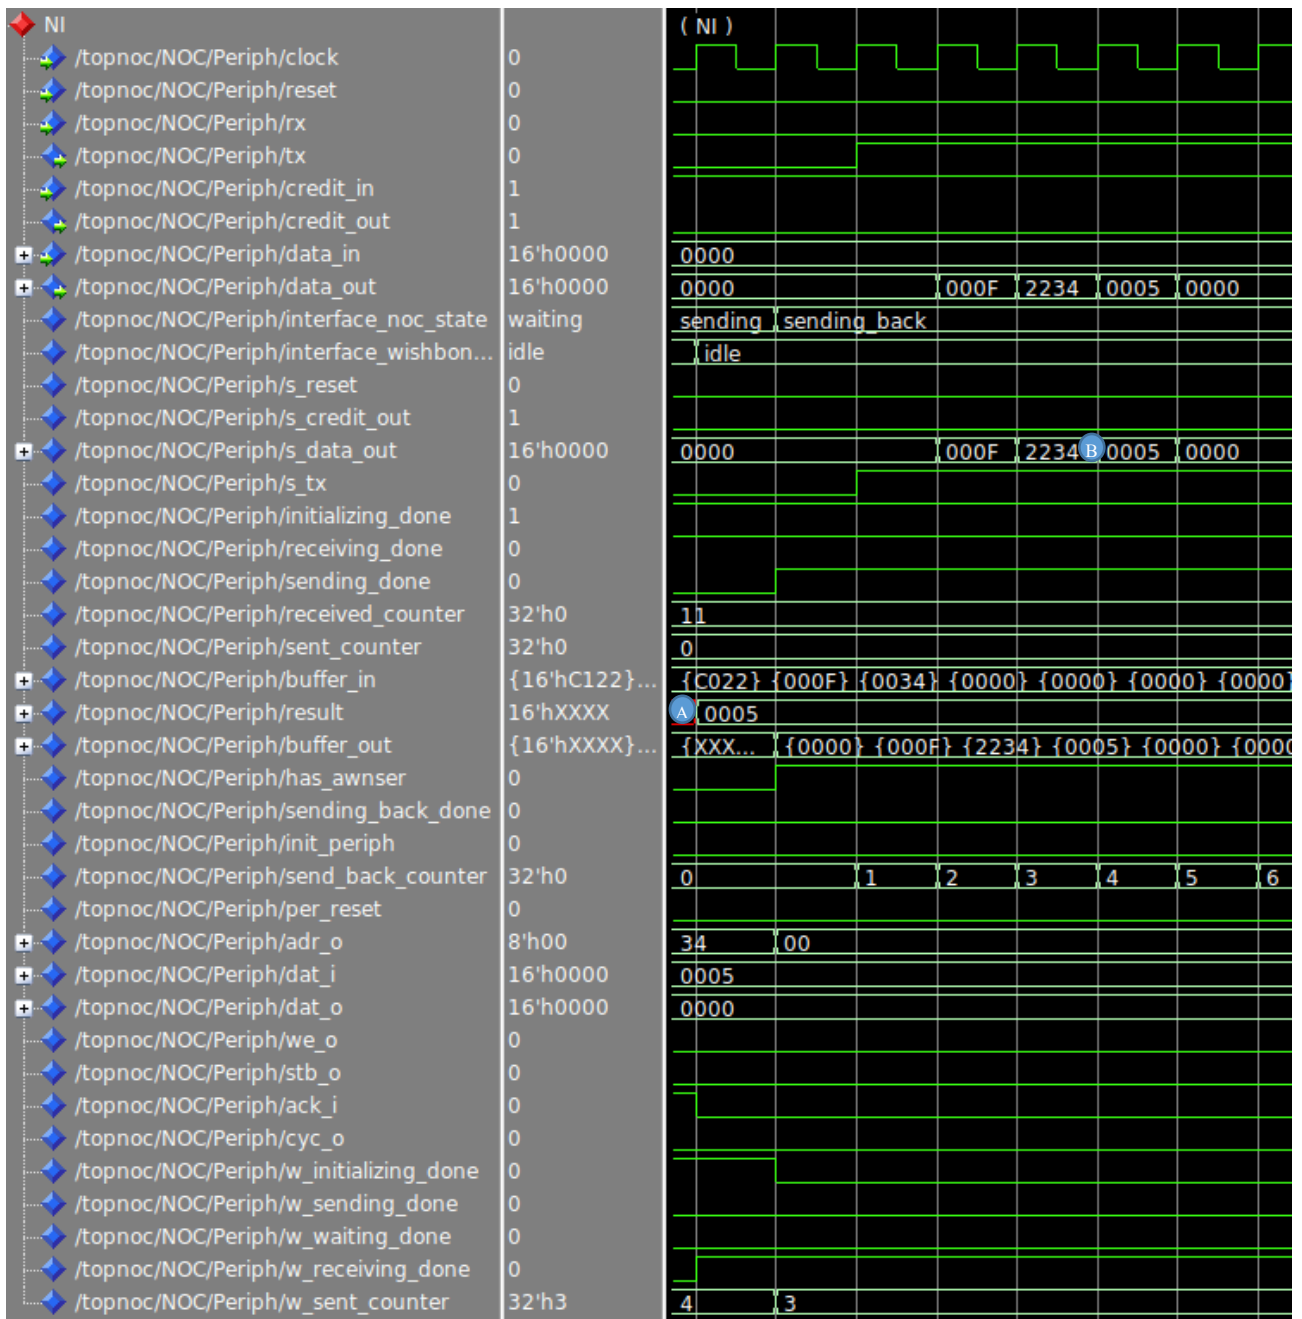 NI ( NI )
/topnoc/NOC/Periph/clock 0
/topnoc/NOC/Periph/reset 0
/topnoc/NOC/Periph/rx 0
/topnoc/NOC/Periph/tx 0
/topnoc/NOC/Periph/credit_in 1
/topnoc/NOC/Periph/credit_out 1
/topnoc/NOC/Periph/data_in 16'h0000 0000
/topnoc/NOC/Periph/data_out 16'h0000 0000 000F 2234 0005 0000
/topnoc/NOC/Periph/interface_noc_state waiting sending sending_back
/topnoc/NOC/Periph/interface_wishbon... idle idle
/topnoc/NOC/Periph/s_reset 0
/topnoc/NOC/Periph/s_credit_out 1
/topnoc/NOC/Periph/s_data_out 16'h0000 0000 000F 2234 B 0005 0000
/topnoc/NOC/Periph/s_tx 0
/topnoc/NOC/Periph/initializing_done 1
/topnoc/NOC/Periph/receiving_done 0
/topnoc/NOC/Periph/sending_done 0
/topnoc/NOC/Periph/received_counter 32'h0 11
/topnoc/NOC/Periph/sent_counter 32'h0 0
/topnoc/NOC/Periph/buffer_in {16'hC122}... {C022} {000F} {0034} {0000} {0000} {0000} {0000}
/topnoc/NOC/Periph/result 16'hXXXX A 0005
/topnoc/NOC/Periph/buffer_out {16'hXXXX}... {XXX... {0000} {000F} {2234} {0005} {0000} {0000
/topnoc/NOC/Periph/has_awnser 0
/topnoc/NOC/Periph/sending_back_done 0
/topnoc/NOC/Periph/init_periph 0
/topnoc/NOC/Periph/send_back_counter 32'h0 0 1 2 3 4 5 6
/topnoc/NOC/Periph/per_reset 0
/topnoc/NOC/Periph/adr_o 8'h00 34 00
/topnoc/NOC/Periph/dat_i 16'h0000 0005
/topnoc/NOC/Periph/dat_o 16'h0000 0000
/topnoc/NOC/Periph/we_o 0
/topnoc/NOC/Periph/stb_o 0
/topnoc/NOC/Periph/ack_i 0
/topnoc/NOC/Periph/cyc_o 0
/topnoc/NOC/Periph/w_initializing_done 0
/topnoc/NOC/Periph/w_sending_done 0
/topnoc/NOC/Periph/w_waiting_done 0
/topnoc/NOC/Periph/w_receiving_done 0
/topnoc/NOC/Periph/w_sent_counter 32'h3 4 3